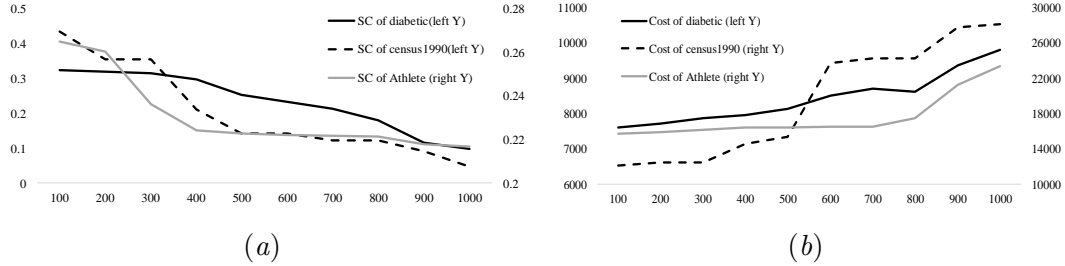 0.5
0.4
0.3
0.2
0.1
0
0.28
0.26
0.24
0.22
0.2
SC of diabetic(left Y)
SC of census1990(left Y)
SC of Athlete (right Y)
100 200 300 400 500 600 700 800 900 1000
(a)
11000
10000
9000
8000
7000
6000
30000
26000
22000
18000
14000
10000
Cost of diabetic (left Y)
Cost of census1990 (right Y)
Cost of Athlete (right Y)
100 200 300 400 500 600 700 800 900 1000
(b)